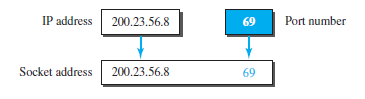 IP address 200.23.56.8 69 Port number
Socket address 200.23.56.8 69